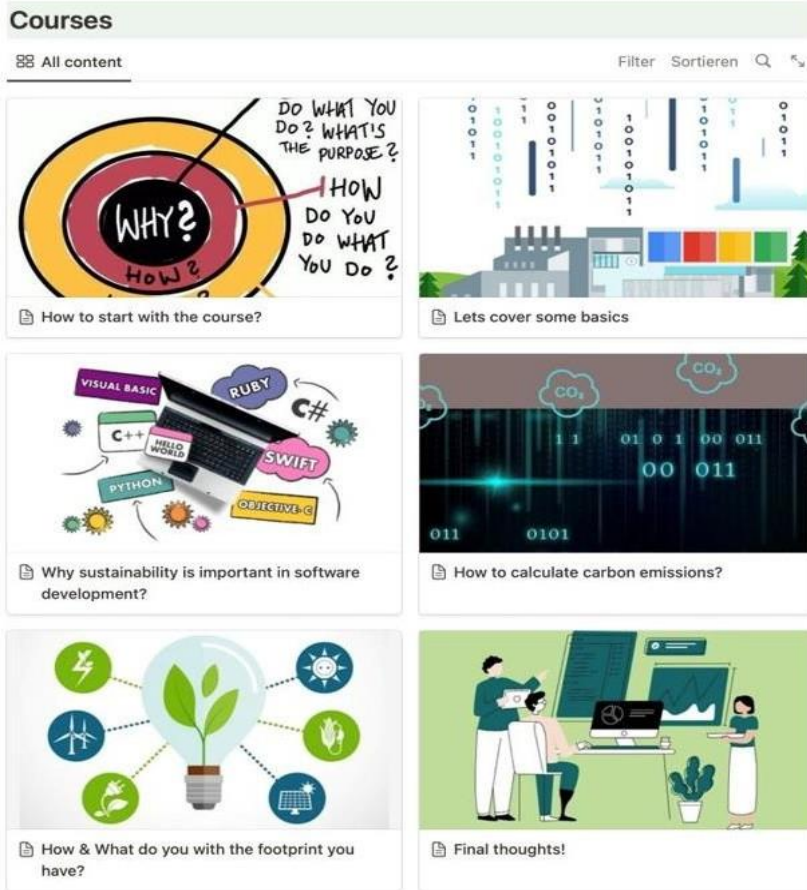 Courses
All content
Filter Sortieren
DO WHAT YOU
DO? WHAT'S
THE PURPOSE?
HOW
DO YOU
DO WHAT
YOU DO?
WHY?
HOW?
How to start with the course?
Lets cover some basics
VISUAL BASIC
RUBY
C#
C++
HELLO
WORLD
SWIFT
PYTHON
OBJECTIVE-C
Why sustainability is important in software
development?
CO₂
CO₂
1 1 01 0 1 00 011
00 011
011 0101
How to calculate carbon emissions?
How & What do you with the footprint you
have?
Final thoughts!